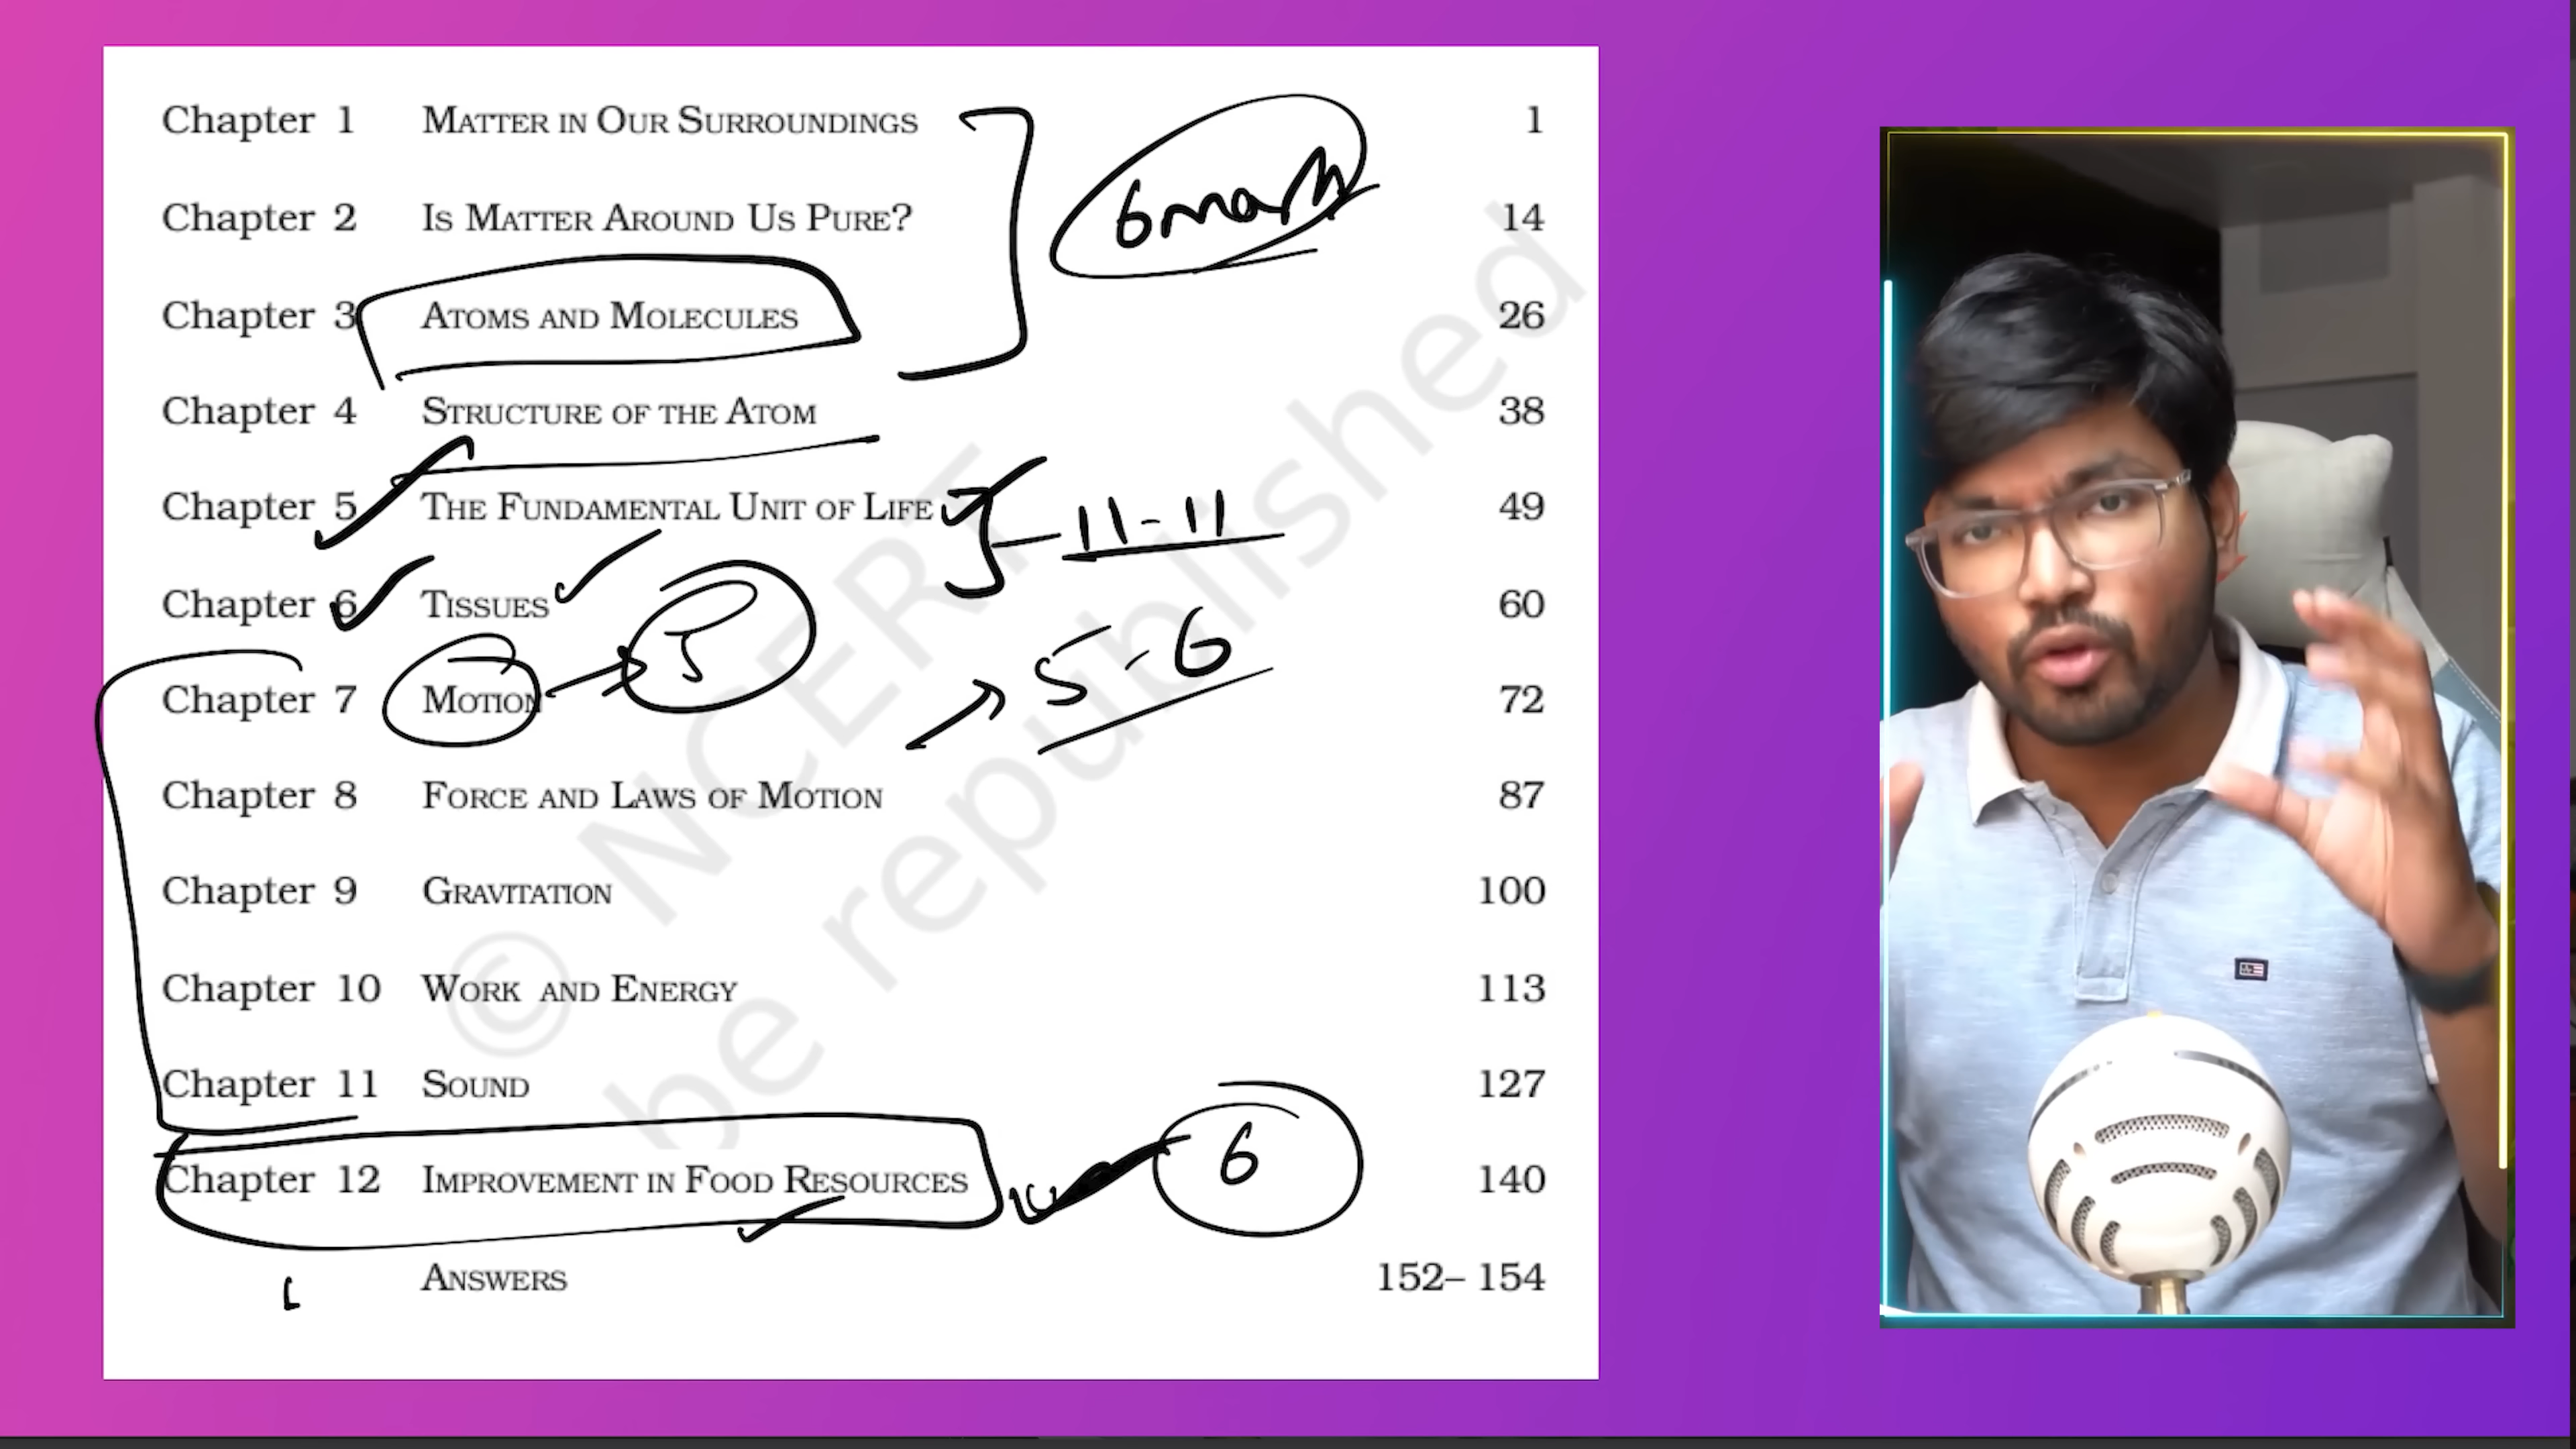 Chapter 1 MATTER IN OUR SURROUNDINGS 1
6 mark
Chapter 2 IS MATTER AROUND US PURE? 14
Chapter 3 ATOMS AND MOLECULES 26
Chapter 4 STRUCTURE OF THE ATOM 38
Chapter 5 THE FUNDAMENTAL UNIT OF LIFE 49
11-11
Chapter 6 TISSUES 60
5
5-6
Chapter 7 MOTION 72
Chapter 8 FORCE AND LAWS OF MOTION 87
Chapter 9 GRAVITATION 100
Chapter 10 WORK AND ENERGY 113
Chapter 11 SOUND 127
Chapter 12 IMPROVEMENT IN FOOD RESOURCES 140
6
ANSWERS 152– 154
© NCERT
be republished